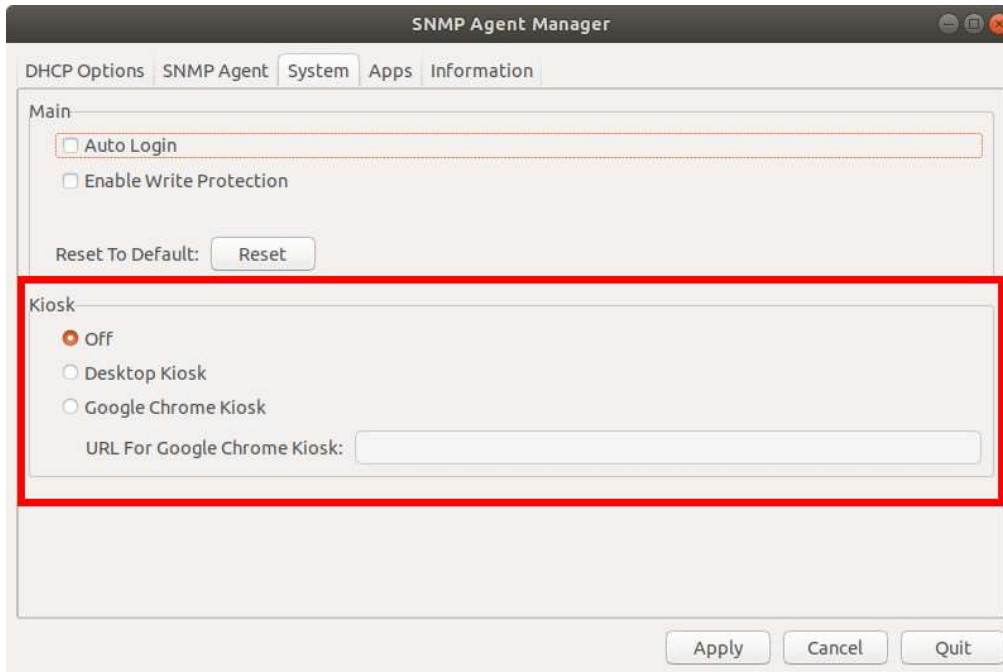 SNMP Agent Manager
DHCP Options SNMP Agent System Apps Information
Main
Auto Login
Enable Write Protection
Reset To Default: Reset
Kiosk
Off
Desktop Kiosk
Google Chrome Kiosk
URL For Google Chrome Kiosk:
Apply Cancel Quit